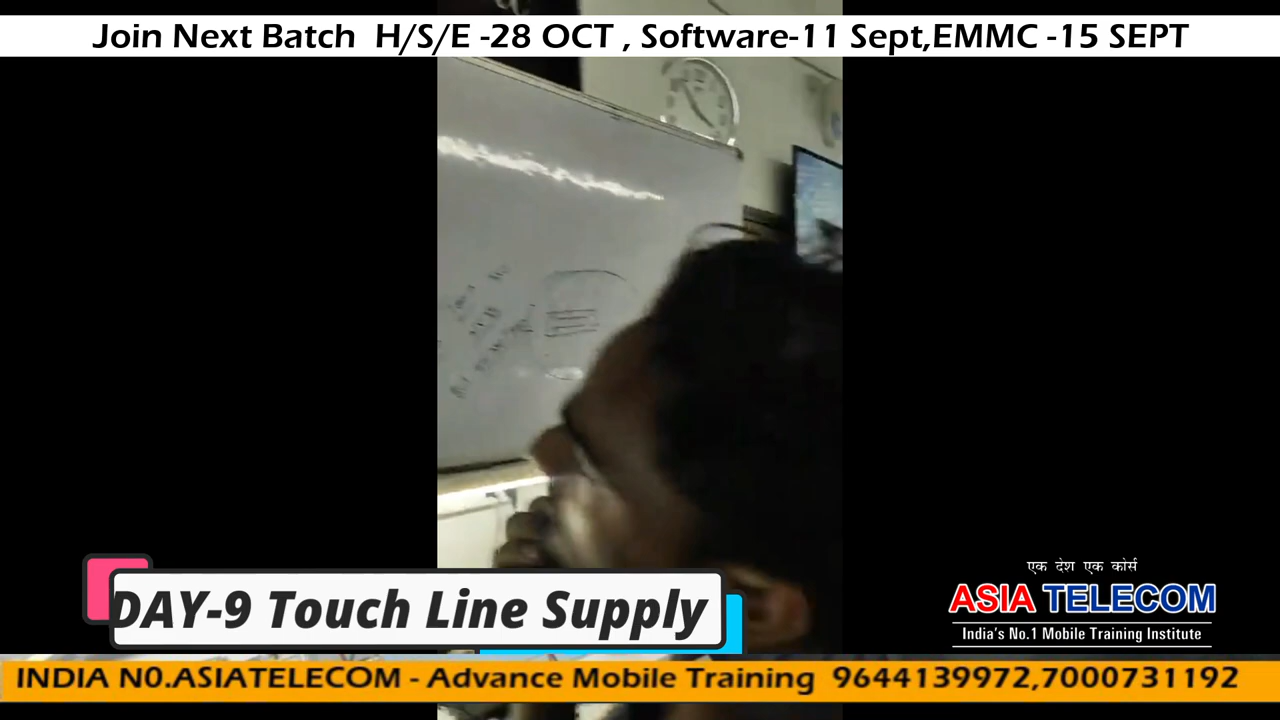 Join Next Batch  H/S/E -28 OCT , Software-11 Sept,EMMC -15 SEPT
DAY-9 Touch Line Supply
एक देश एक कोर्स
ASIA TELECOM
India's No.1 Mobile Training Institute
INDIA N0.ASIATELECOM - Advance Mobile Training  9644139972,7000731192